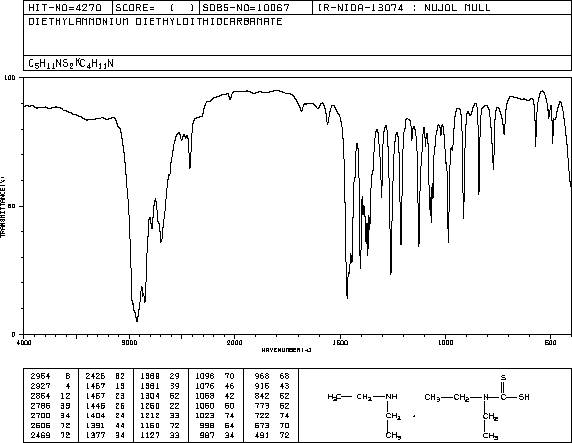 HIT-NO=4270 SCORE= ( ) SDBS-NO=10067 IR-NIDA-13074 : NUJOL MULL
DIETHYLAMMONIUM DIETHYLDITHIOCARBAMATE
C5H11NS2·C4H11N
100
TRANSMITTANCE(%)
50
0
4000 3000 2000 1500 1000 500
WAVENUMBER(-1)
2954 2426 62 29 1096 70 968 68
2927 4 1467 19 39 1076 46 916 43
2864 12 1457 23 1304 62 1068 42 842 62
2786 39 1446 26 1260 22 1060 60 773 62
2700 34 1404 24 1212 33 1023 74 722 74
2606 72 1391 44 1160 72 998 64 673 70
2469 72 1377 34 1127 33 987 34 491 72
S
H3C CH2 NH CH3 CH2 N C SH
CH2 CH2
CH3 CH3